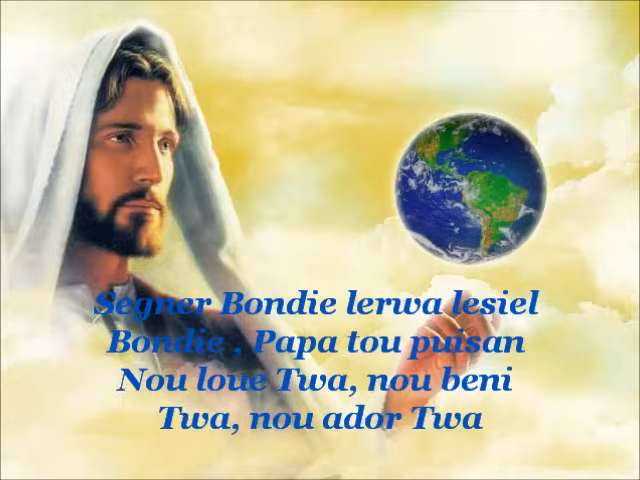 Segner Bondie lerwa lesiel
Bondie , Papa tou puisan
Nou loue Twa, nou beni
Twa, nou ador Twa